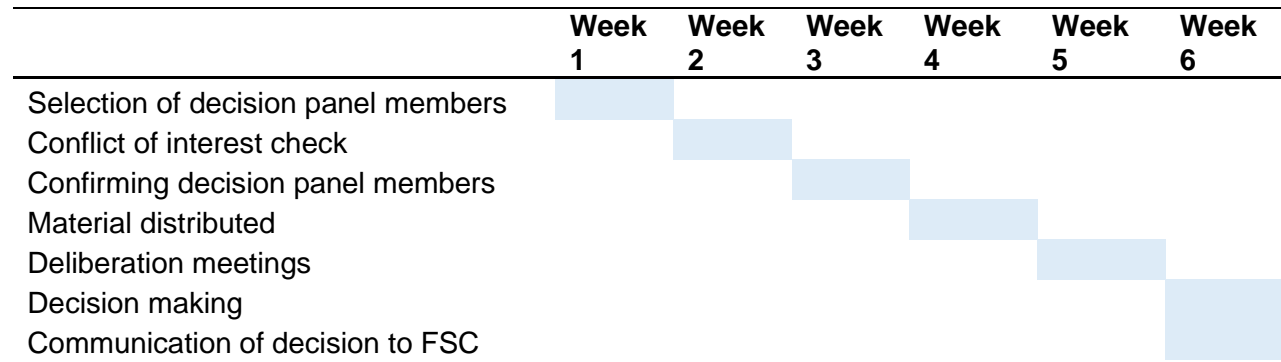 Week Week Week Week Week Week
1 2 3 4 5 6
Selection of decision panel members
Conflict of interest check
Confirming decision panel members
Material distributed
Deliberation meetings
Decision making
Communication of decision to FSC